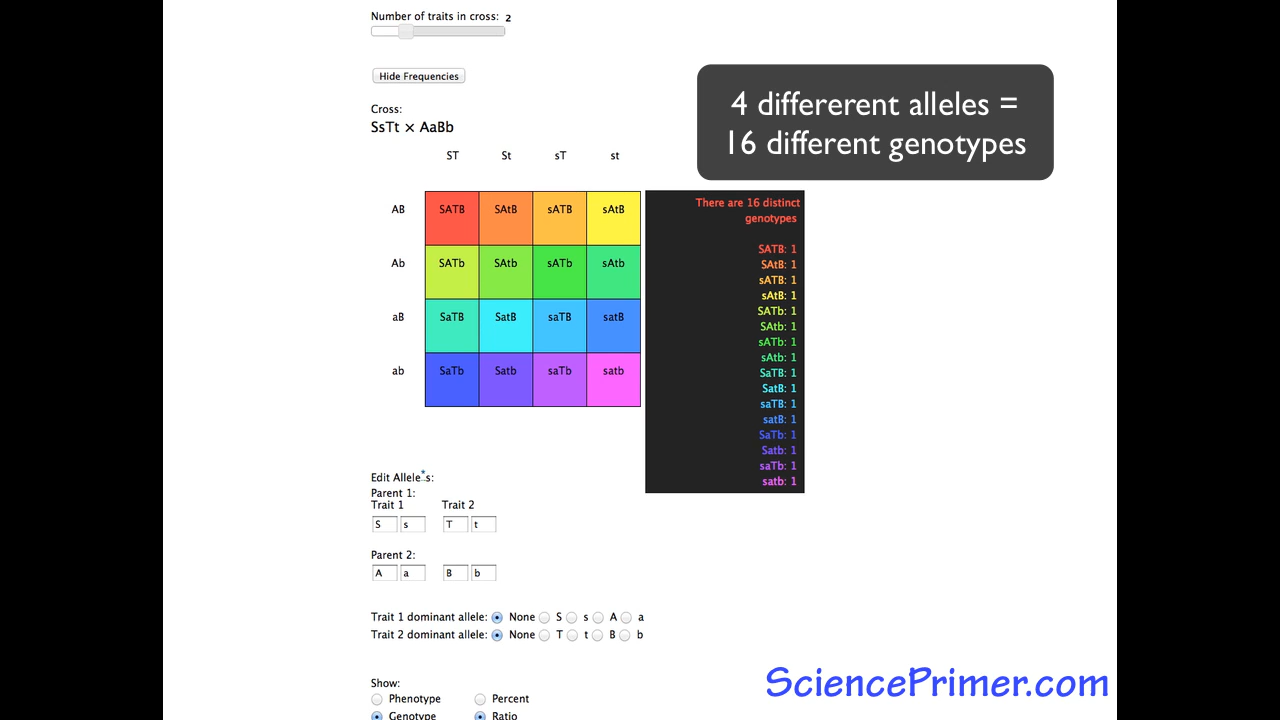 Number of traits in cross: 2
Hide Frequencies
4 differerent alleles =
16 different genotypes
Cross:
SsTt × AaBb
ST St sT st
AB SATB SAtB sATB sAtB
Ab SATb SAtb sATb sAtb
aB SaTB SatB saTB satB
ab SaTb Satb saTb satb
There are 16 distinct
genotypes
SATB: 1
SAtB: 1
sATB: 1
sAtB: 1
SATb: 1
SAtb: 1
sATb: 1
sAtb: 1
SaTB: 1
SatB: 1
saTB: 1
satB: 1
SaTb: 1
Satb: 1
saTb: 1
satb: 1
Edit Allele*s:
Parent 1:
Trait 1 Trait 2
S s T t
Parent 2:
A a B b
Trait 1 dominant allele: None S s A a
Trait 2 dominant allele: None T t B b
Show:
Phenotype Percent
Genotype Ratio
SciencePrimer.com